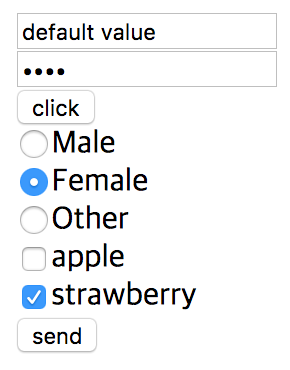 default value
••••
click
Male
Female
Other
apple
strawberry
send